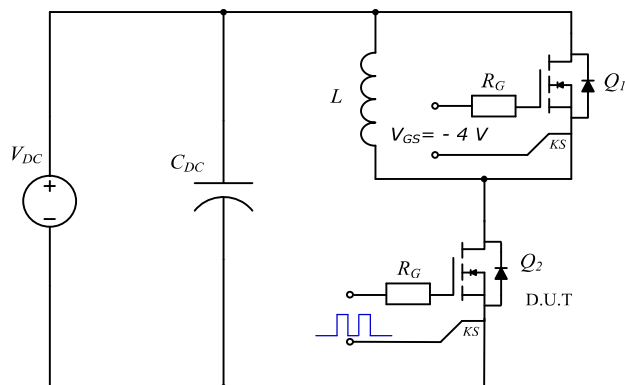 R_G
Q_1
L
V_GS= - 4 V
KS
V_DC
+
−
C_DC
R_G
Q_2
D.U.T
KS